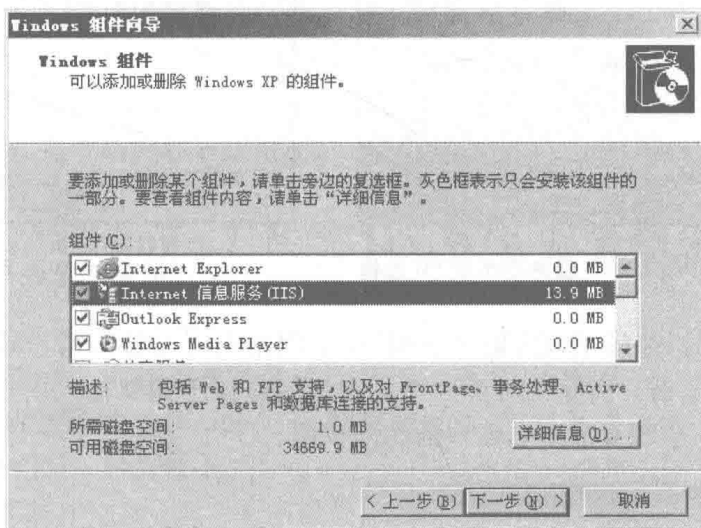 Windows 组件向导
Windows 组件
可以添加或删除 Windows XP 的组件。
要添加或删除某个组件，请单击旁边的复选框。灰色框表示只会安装该组件的
一部分。要查看组件内容，请单击“详细信息”。
组件(C):
Internet Explorer 0.0 MB
Internet 信息服务(IIS) 13.9 MB
Outlook Express 0.0 MB
Windows Media Player 0.0 MB
描述: 包括 Web 和 FTP 支持，以及对 FrontPage、事务处理、Active
Server Pages 和数据库连接的支持。
所需磁盘空间: 1.0 MB
可用磁盘空间: 34669.9 MB
详细信息(D)...
< 上一步(B) 下一步(N) > 取消